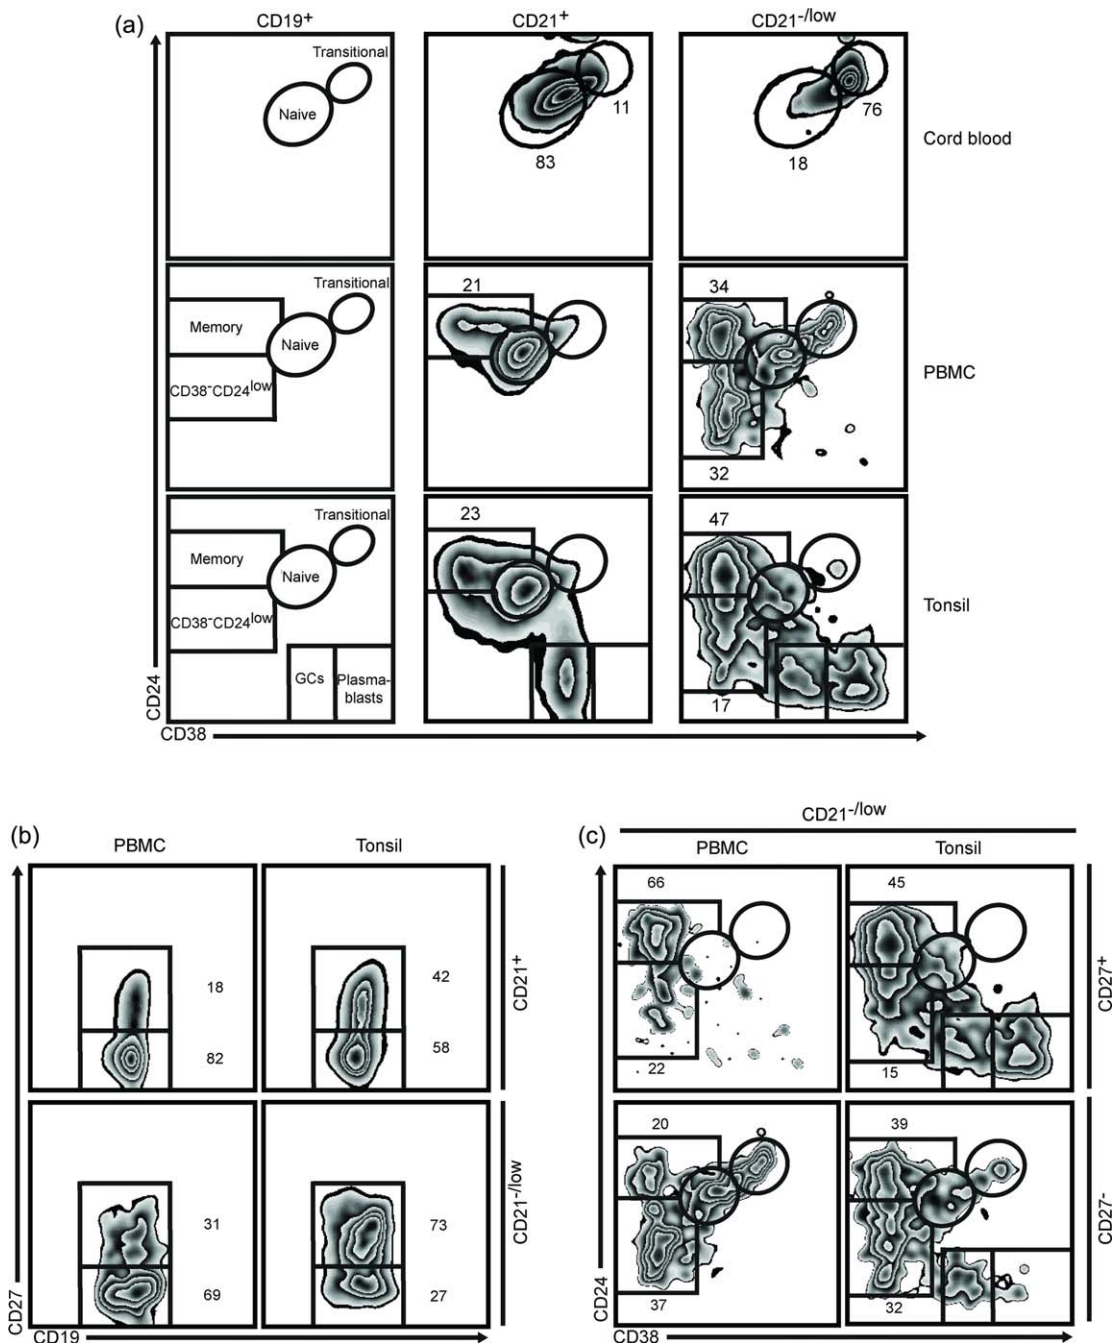 (a)
CD19+
CD21+
CD21-/low
Transitional
Naive
11
83
76
18
Cord blood
Transitional
Memory
Naive
CD38-CD24low
21
34
32
PBMC
Transitional
Memory
Naive
CD38-CD24low
GCs
Plasma-
blasts
23
47
17
Tonsil
CD24
CD38
(b)
PBMC
Tonsil
18
82
42
58
CD21+
31
69
73
27
CD21-/low
CD27
CD19
(c)
CD21-/low
PBMC
Tonsil
66
22
45
15
CD27+
20
37
39
32
CD27-
CD24
CD38